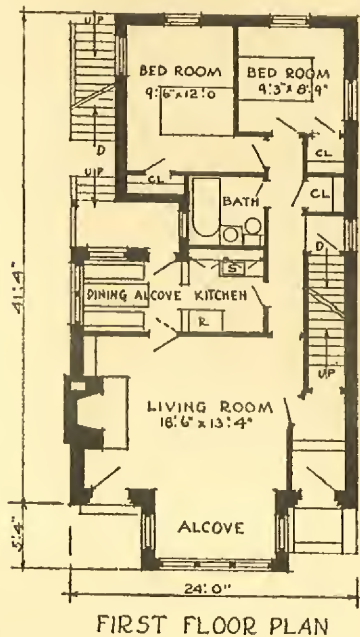 UP
BED ROOM
9'-6"x12'-0
BED ROOM
9'-3"x8'-9"
D
UP
CL
CL
CL
BATH
D
UP
S
DINING ALCOVE
KITCHEN
R
LIVING ROOM
18'-6"x13'-4"
ALCOVE
41'-4"
5'-4"
24'-0"
FIRST FLOOR PLAN